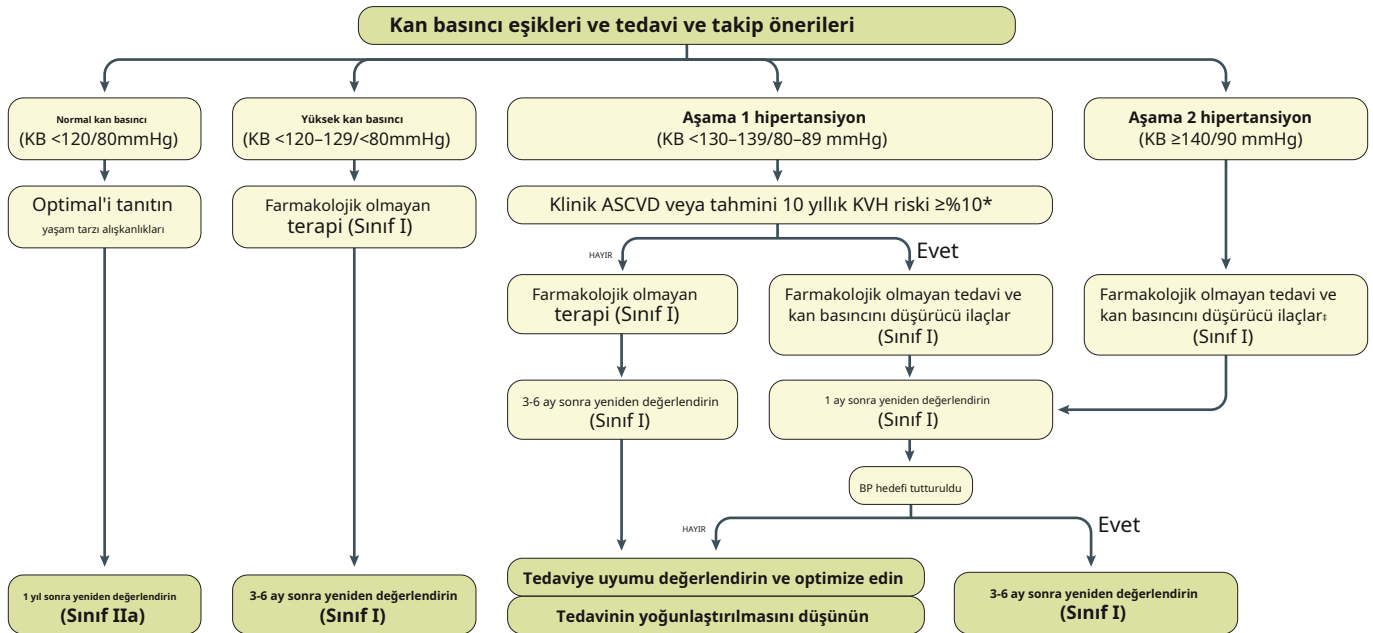 Kan basıncı eşikleri ve tedavi ve takip önerileri
Normal kan basıncı
(KB <120/80mmHg)
Yüksek kan basıncı
(KB <120–129/<80mmHg)
Aşama 1 hipertansiyon
(KB <130–139/80–89 mmHg)
Aşama 2 hipertansiyon
(KB ≥140/90 mmHg)
Optimal'i tanıtın
yaşam tarzı alışkanlıkları
Farmakolojik olmayan
terapi (Sınıf I)
Klinik ASCVD veya tahmini 10 yıllık KVH riski ≥%10*
HAYIR
Evet
Farmakolojik olmayan
terapi (Sınıf I)
Farmakolojik olmayan tedavi ve
kan basıncını düşürücü ilaçlar
(Sınıf I)
Farmakolojik olmayan tedavi ve
kan basıncını düşürücü ilaçlar‡
(Sınıf I)
3-6 ay sonra yeniden değerlendirin
(Sınıf I)
1 ay sonra yeniden değerlendirin
(Sınıf I)
BP hedefi tutturuldu
HAYIR
Evet
1 yıl sonra yeniden değerlendirin
(Sınıf IIa)
3-6 ay sonra yeniden değerlendirin
(Sınıf I)
Tedaviye uyumu değerlendirin ve optimize edin
Tedavinin yoğunlaştırılmasını düşünün
3-6 ay sonra yeniden değerlendirin
(Sınıf I)